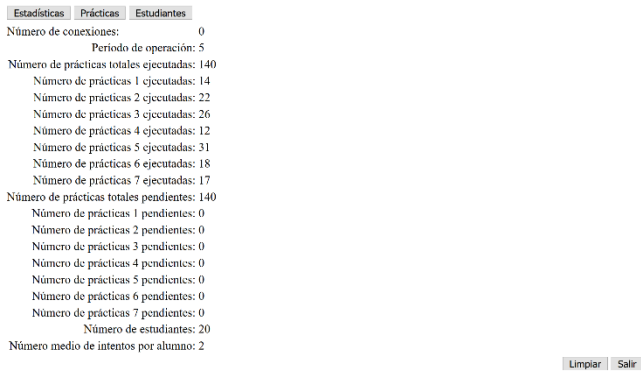 Estadísticas Prácticas Estudiantes
Número de conexiones: 0
Periodo de operación: 5
Número de prácticas totales ejecutadas: 140
Número de prácticas 1 ejecutadas: 14
Número de prácticas 2 ejecutadas: 22
Número de prácticas 3 ejecutadas: 26
Número de prácticas 4 ejecutadas: 12
Número de prácticas 5 ejecutadas: 31
Número de prácticas 6 ejecutadas: 18
Número de prácticas 7 ejecutadas: 17
Número de prácticas totales pendientes: 140
Número de prácticas 1 pendientes: 0
Número de prácticas 2 pendientes: 0
Número de prácticas 3 pendientes: 0
Número de prácticas 4 pendientes: 0
Número de prácticas 5 pendientes: 0
Número de prácticas 6 pendientes: 0
Número de prácticas 7 pendientes: 0
Número de estudiantes: 20
Número medio de intentos por alumno: 2
Limpiar Salir